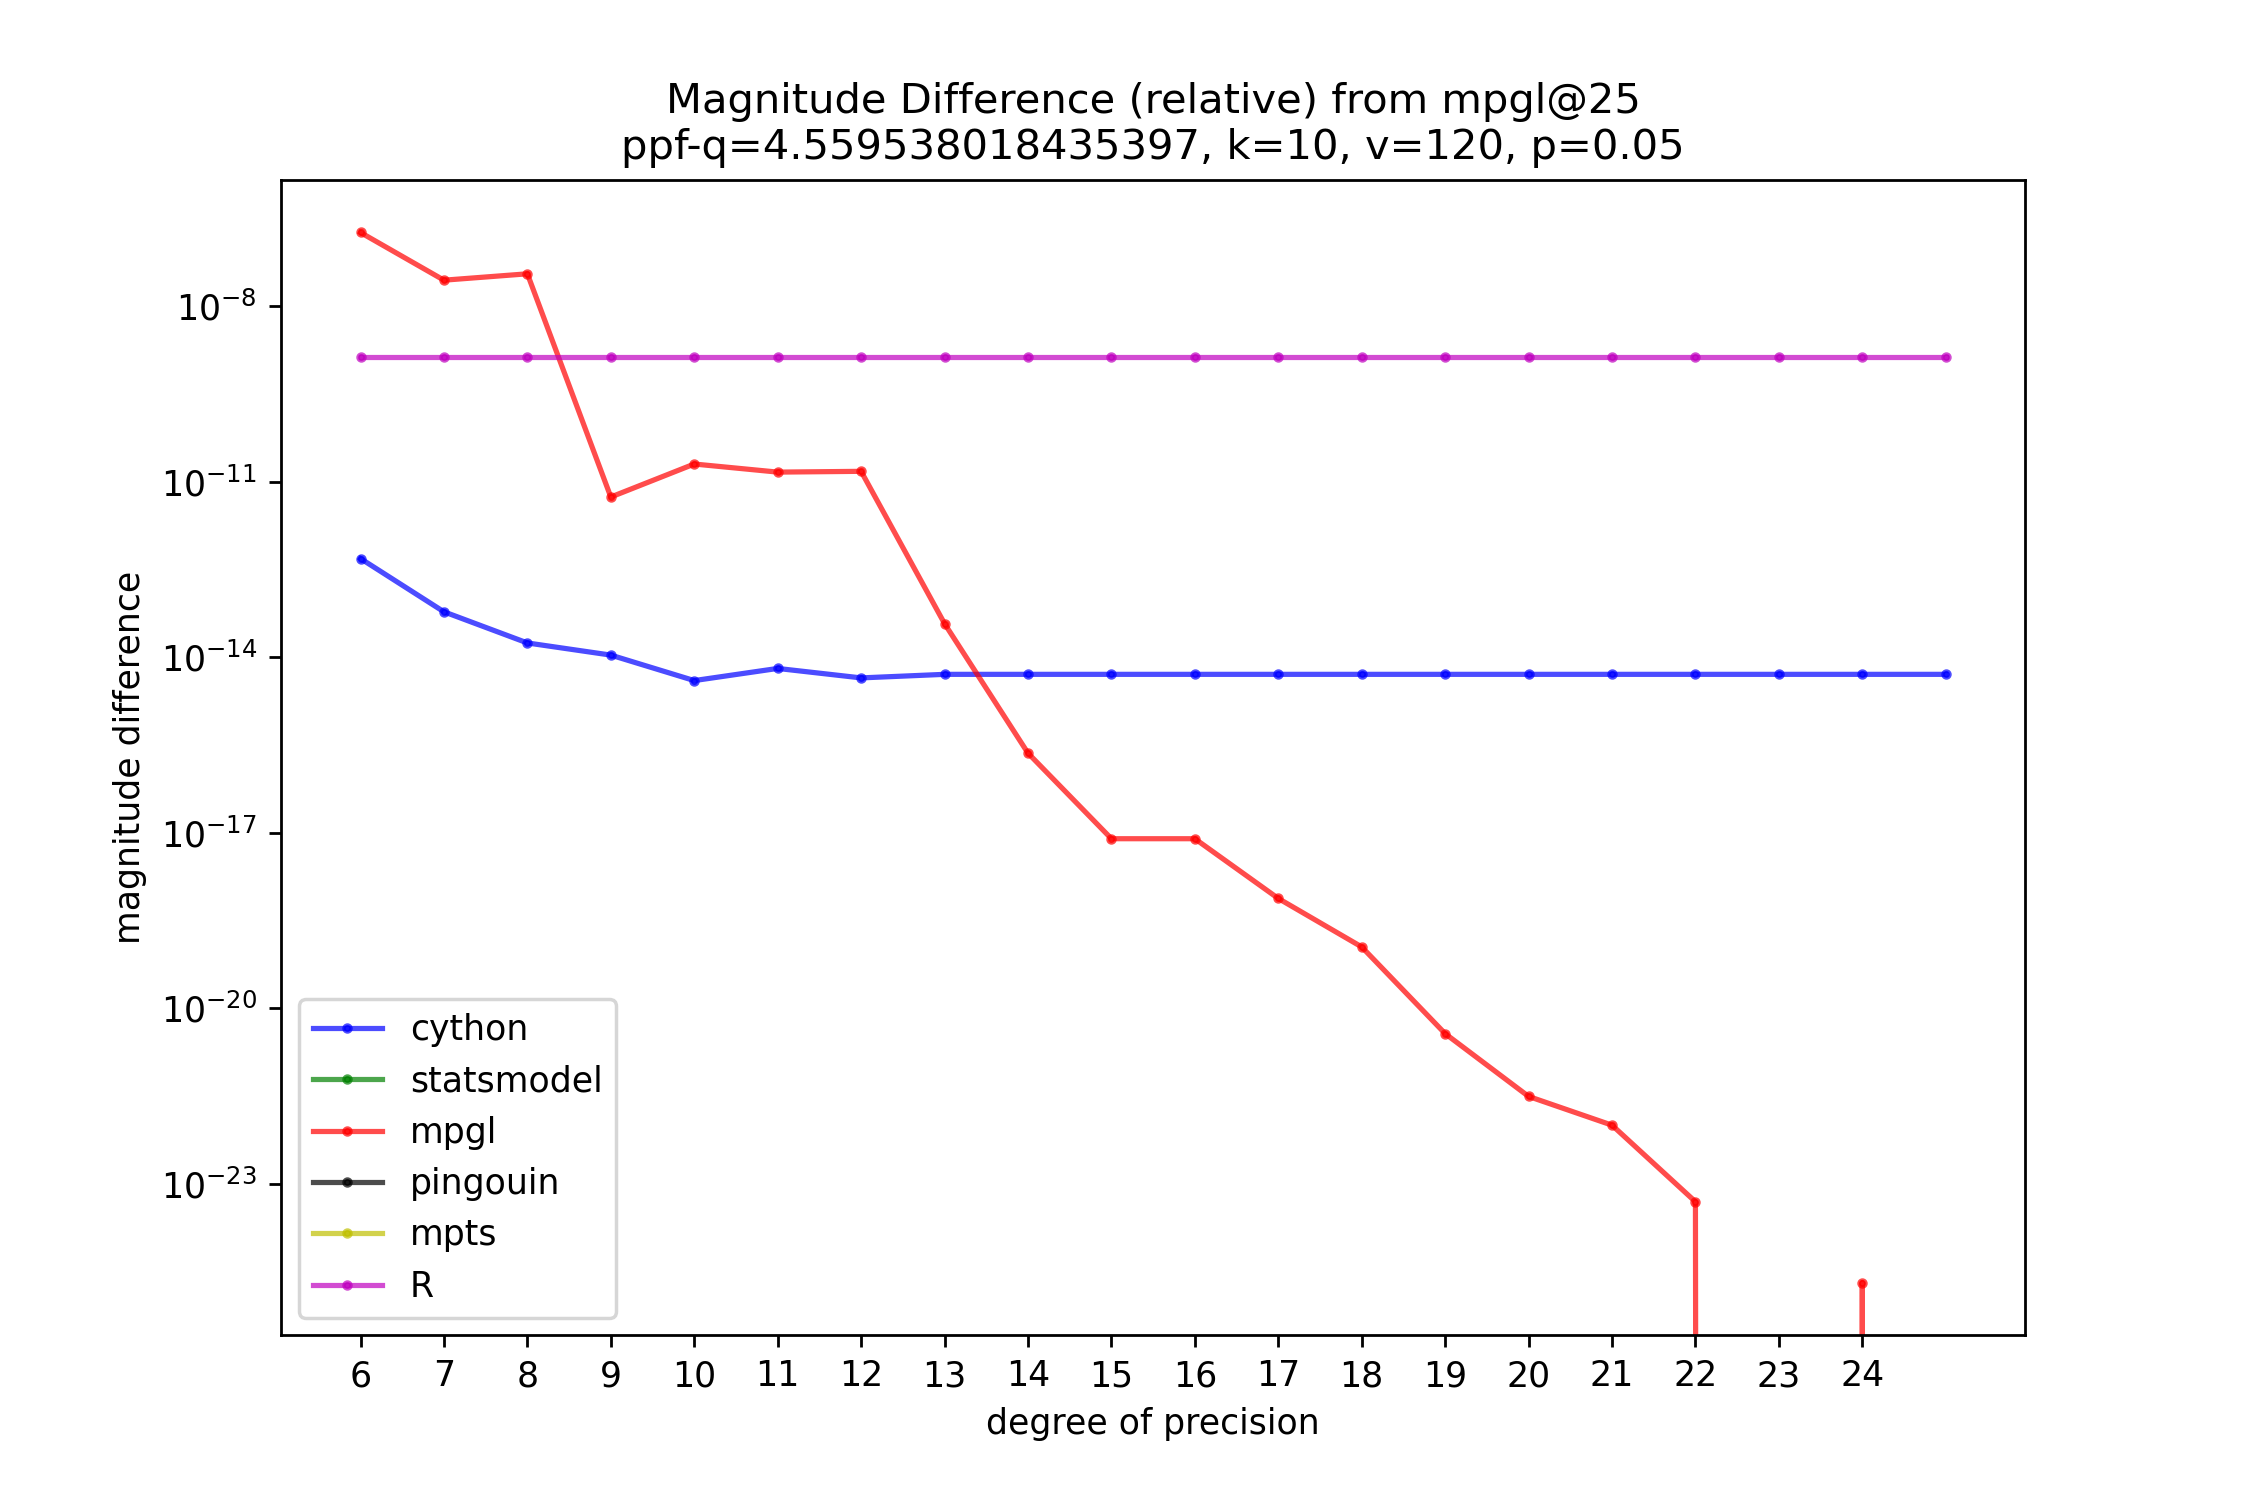 Magnitude Difference (relative) from mpgl@25
ppf-q=4.559538018435397, k=10, v=120, p=0.05
magnitude difference
10⁻⁸
10⁻¹¹
10⁻¹⁴
10⁻¹⁷
10⁻²⁰
10⁻²³
cython
statsmodel
mpgl
pingouin
mpts
R
6 7 8 9 10 11 12 13 14 15 16 17 18 19 20 21 22 23 24
degree of precision